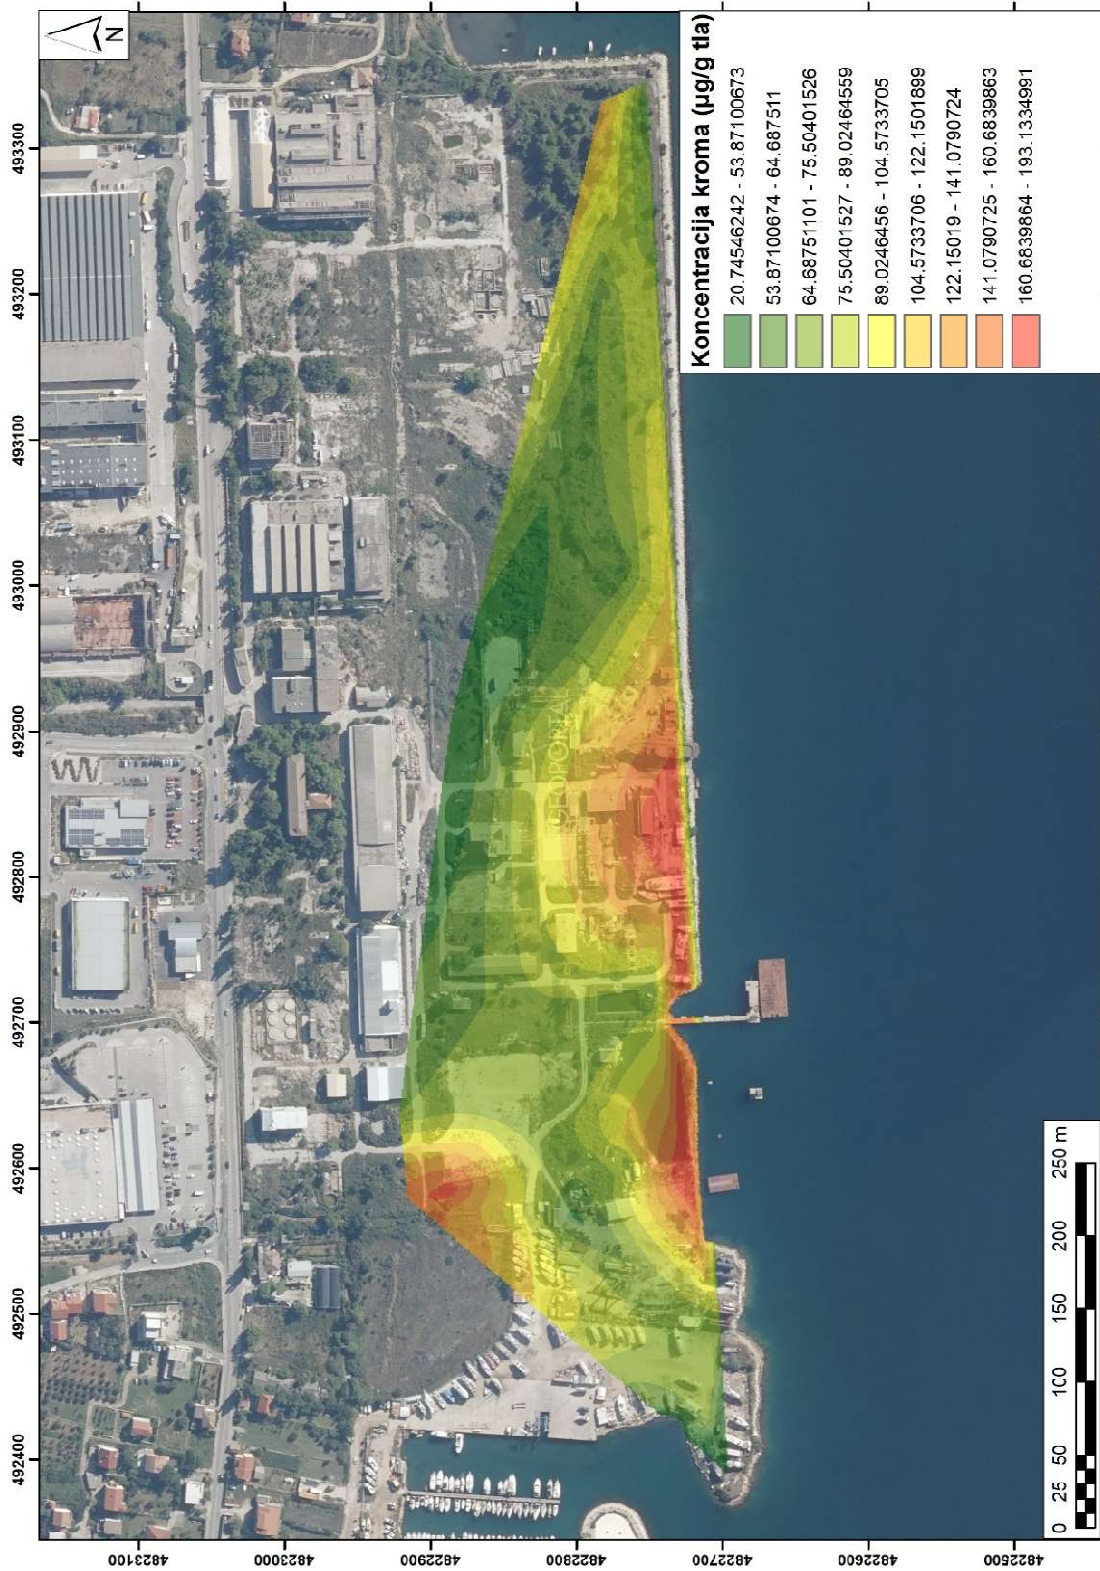 492400 492500 492600 492700 492800 492900 493000 493100 493200 493300
N
4823100
4823000
4822900
4822800
4822700
4822600
4822500
GEOPORTAL
Koncentracija kroma (µg/g tla)
20.74546242 - 53.87100673
53.87100674 - 64.687511
64.68751101 - 75.50401526
75.50401527 - 89.02464559
89.0246456 - 104.5733705
104.5733706 - 122.1501899
122.15019 - 141.0790724
141.0790725 - 160.6839863
160.6839864 - 193.1334991
0 25 50 100 150 200 250 m